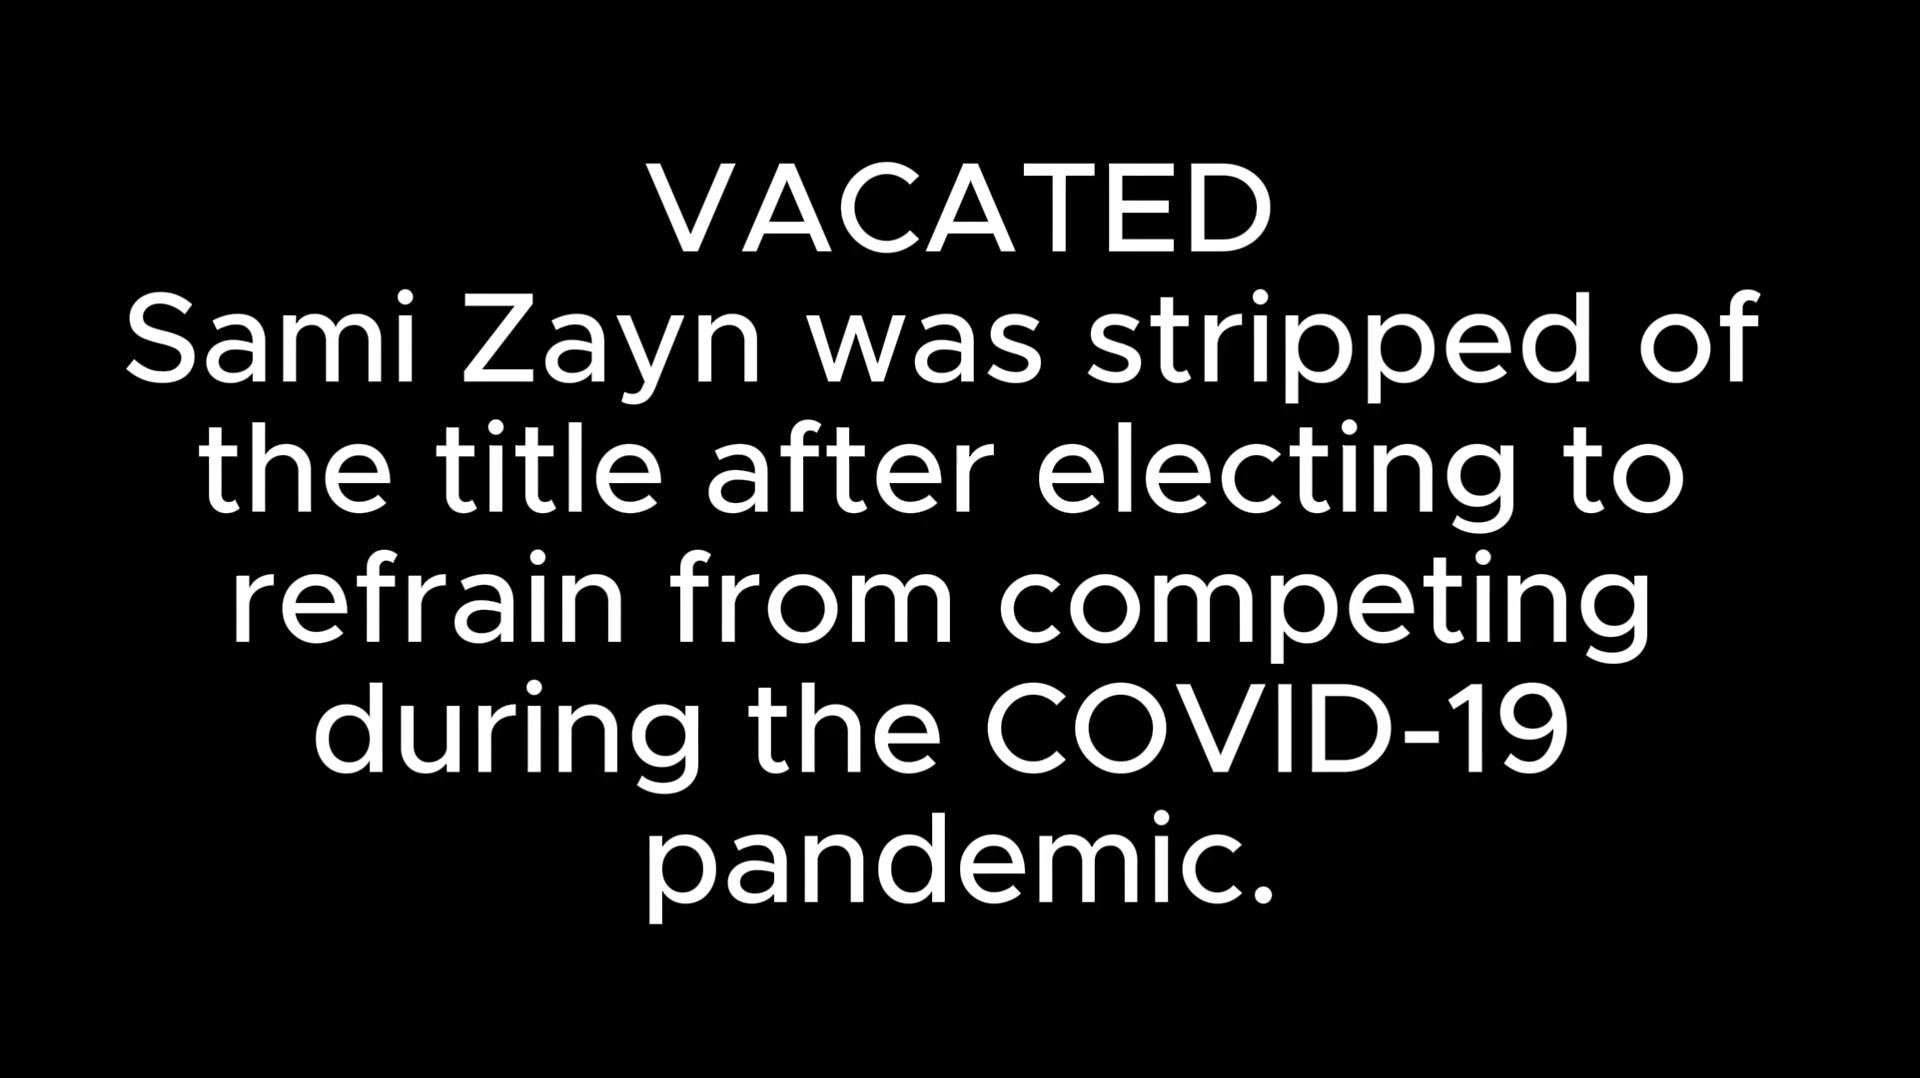 VACATED
Sami Zayn was stripped of
the title after electing to
refrain from competing
during the COVID-19
pandemic.